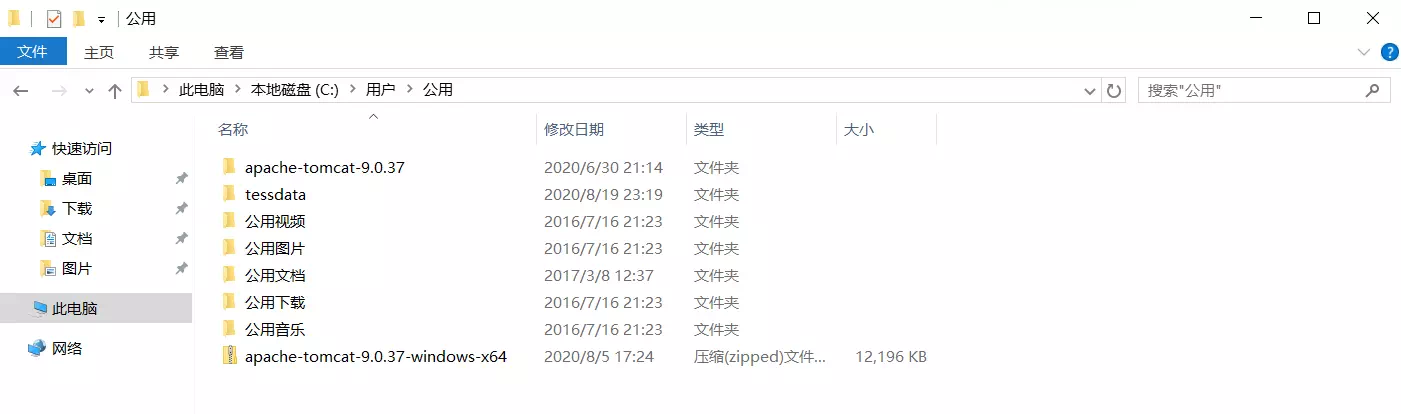 公用
文件 主页 共享 查看
此电脑 本地磁盘 (C:) 用户 公用 搜索"公用"
名称 修改日期 类型 大小
快速访问
桌面
下载
文档
图片
此电脑
网络
apache-tomcat-9.0.37 2020/6/30 21:14 文件夹
tessdata 2020/8/19 23:19 文件夹
公用视频 2016/7/16 21:23 文件夹
公用图片 2016/7/16 21:23 文件夹
公用文档 2017/3/8 12:37 文件夹
公用下载 2016/7/16 21:23 文件夹
公用音乐 2016/7/16 21:23 文件夹
apache-tomcat-9.0.37-windows-x64 2020/8/5 17:24 压缩(zipped)文件... 12,196 KB